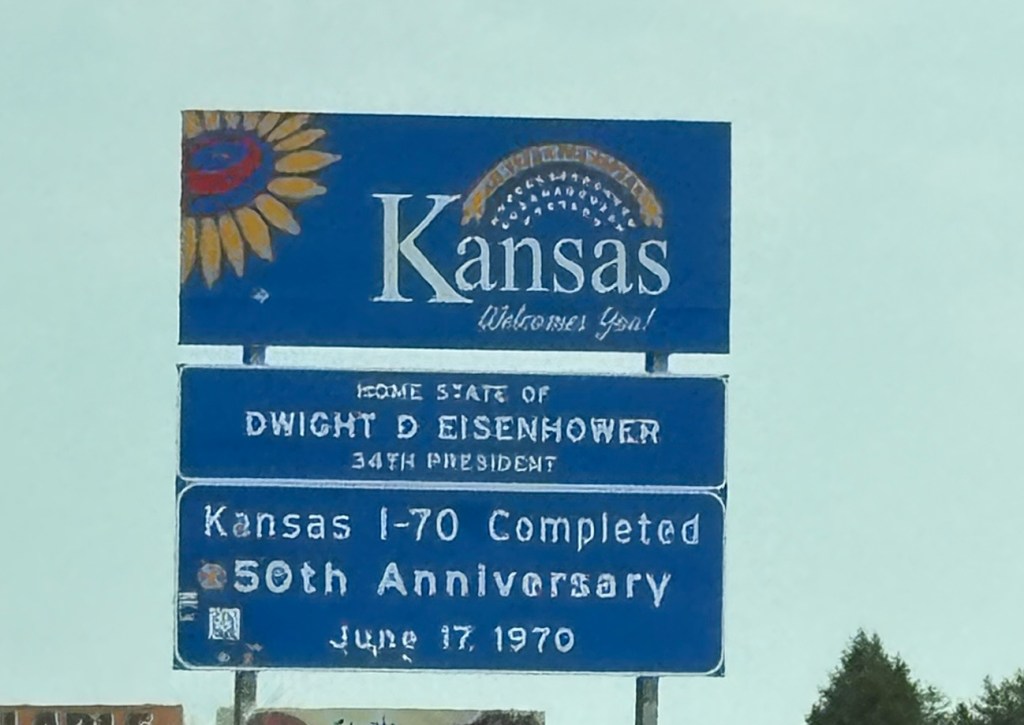 Kansas
Welcomes You!
HOME STATE OF
DWIGHT D EISENHOWER
34TH PRESIDENT
Kansas I-70 Completed
50th Anniversary
June 17, 1970